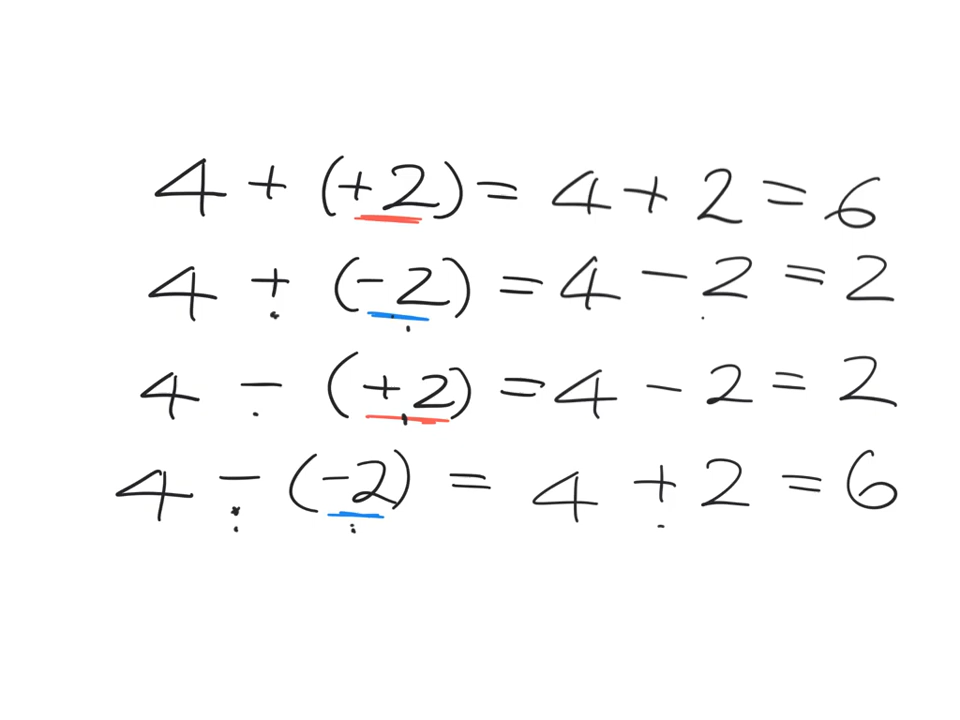 4 + (+2) = 4 + 2 = 6
4 + (-2) = 4 - 2 = 2
4 - (+2) = 4 - 2 = 2
4 - (-2) = 4 + 2 = 6